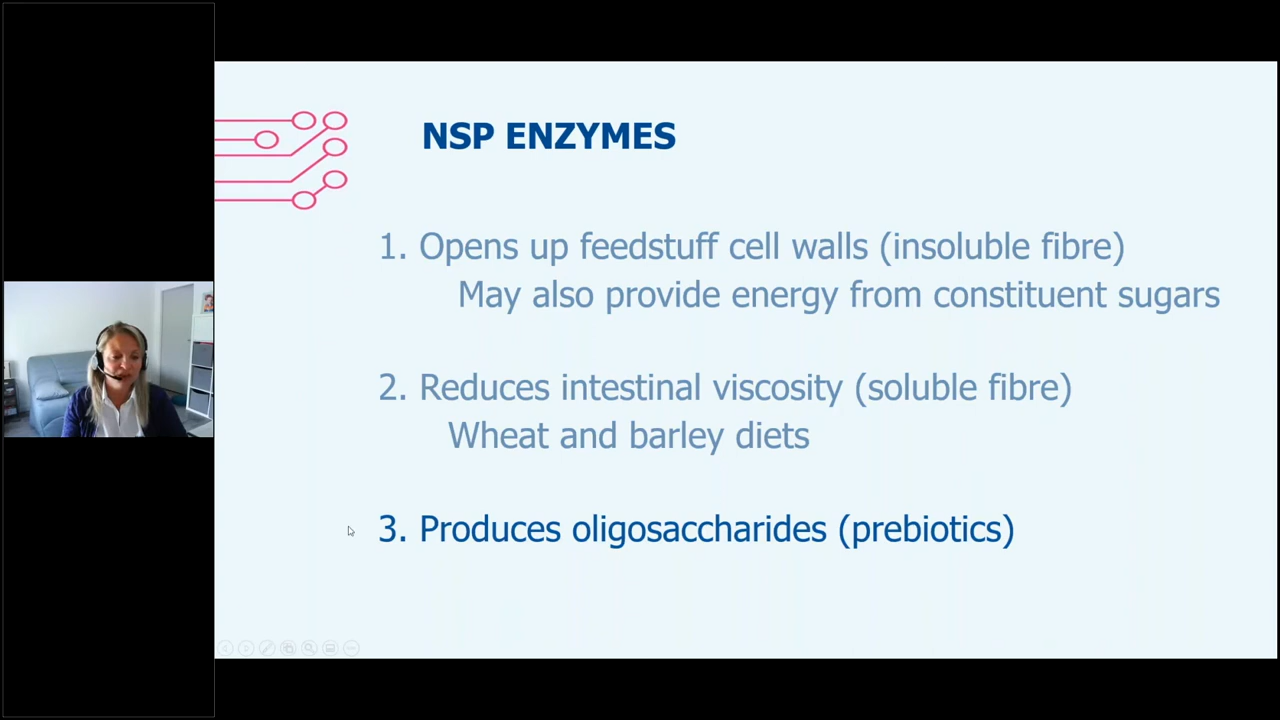 NSP ENZYMES
1. Opens up feedstuff cell walls (insoluble fibre)
May also provide energy from constituent sugars
2. Reduces intestinal viscosity (soluble fibre)
Wheat and barley diets
3. Produces oligosaccharides (prebiotics)